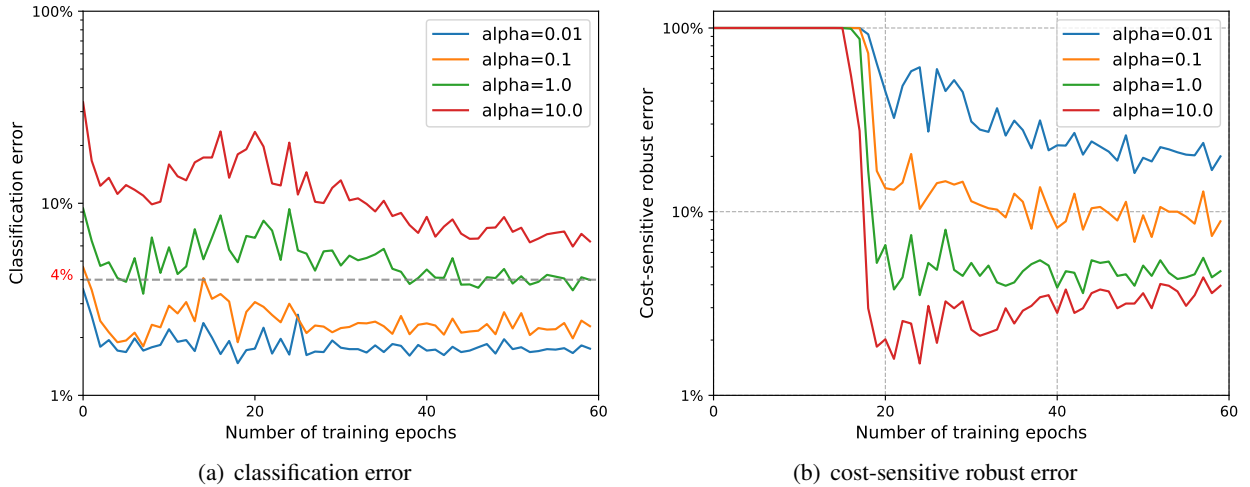 100%
10%
4%
1%
Classification error
0
20
40
60
Number of training epochs
alpha=0.01
alpha=0.1
alpha=1.0
alpha=10.0
(a) classification error
100%
10%
1%
Cost-sensitive robust error
0
20
40
60
Number of training epochs
alpha=0.01
alpha=0.1
alpha=1.0
alpha=10.0
(b) cost-sensitive robust error